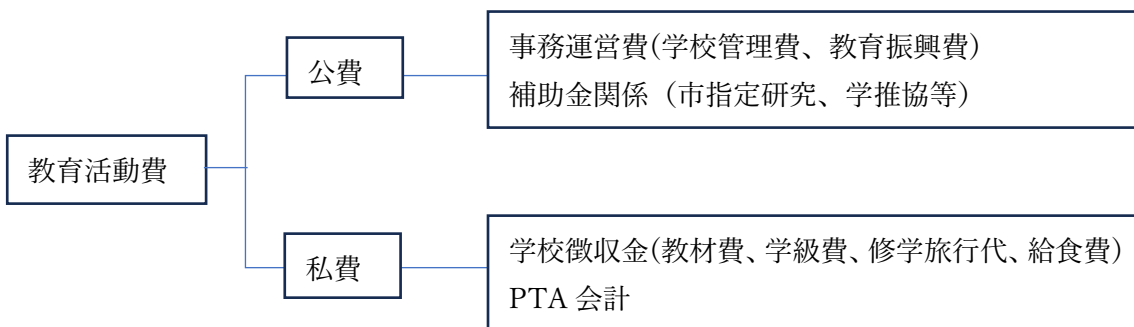 教育活動費
公費
事務運営費(学校管理費、教育振興費)
補助金関係（市指定研究、学推協等）
私費
学校徴収金(教材費、学級費、修学旅行代、給食費)
PTA 会計